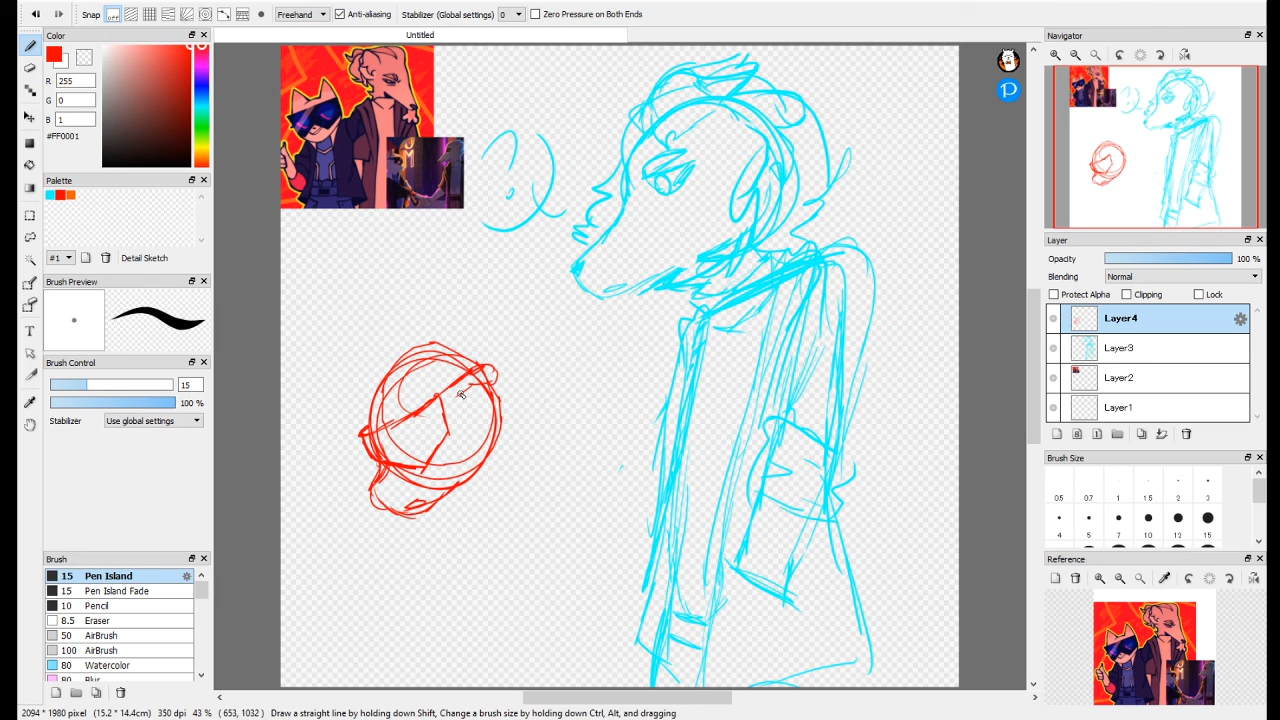 Snap off Freehand Anti-aliasing Stabilizer (Global settings) 0 Zero Pressure on Both Ends
Color
R 255
G 0
B 1
#FF0001
Palette
#1 Detail Sketch
Brush Preview
Brush Control
15
100 %
Stabilizer Use global settings
Brush
15 Pen Island
15 Pen Island Fade
10 Pencil
8.5 Eraser
50 AirBrush
100 AirBrush
80 Watercolor
80 Blur
Untitled
J
M
P
Navigator
Layer
Opacity 100 %
Blending Normal
Protect Alpha Clipping Lock
Layer4
Layer3
Layer2
Layer1
Brush Size
0.5 0.7 1 1.5 2 3
4 5 7 10 12 15
Reference
2094 * 1980 pixel (15.2 * 14.4cm) 350 dpi 43 % ( 653, 1032 ) Draw a straight line by holding down Shift, Change a brush size by holding down Ctrl, Alt, and dragging